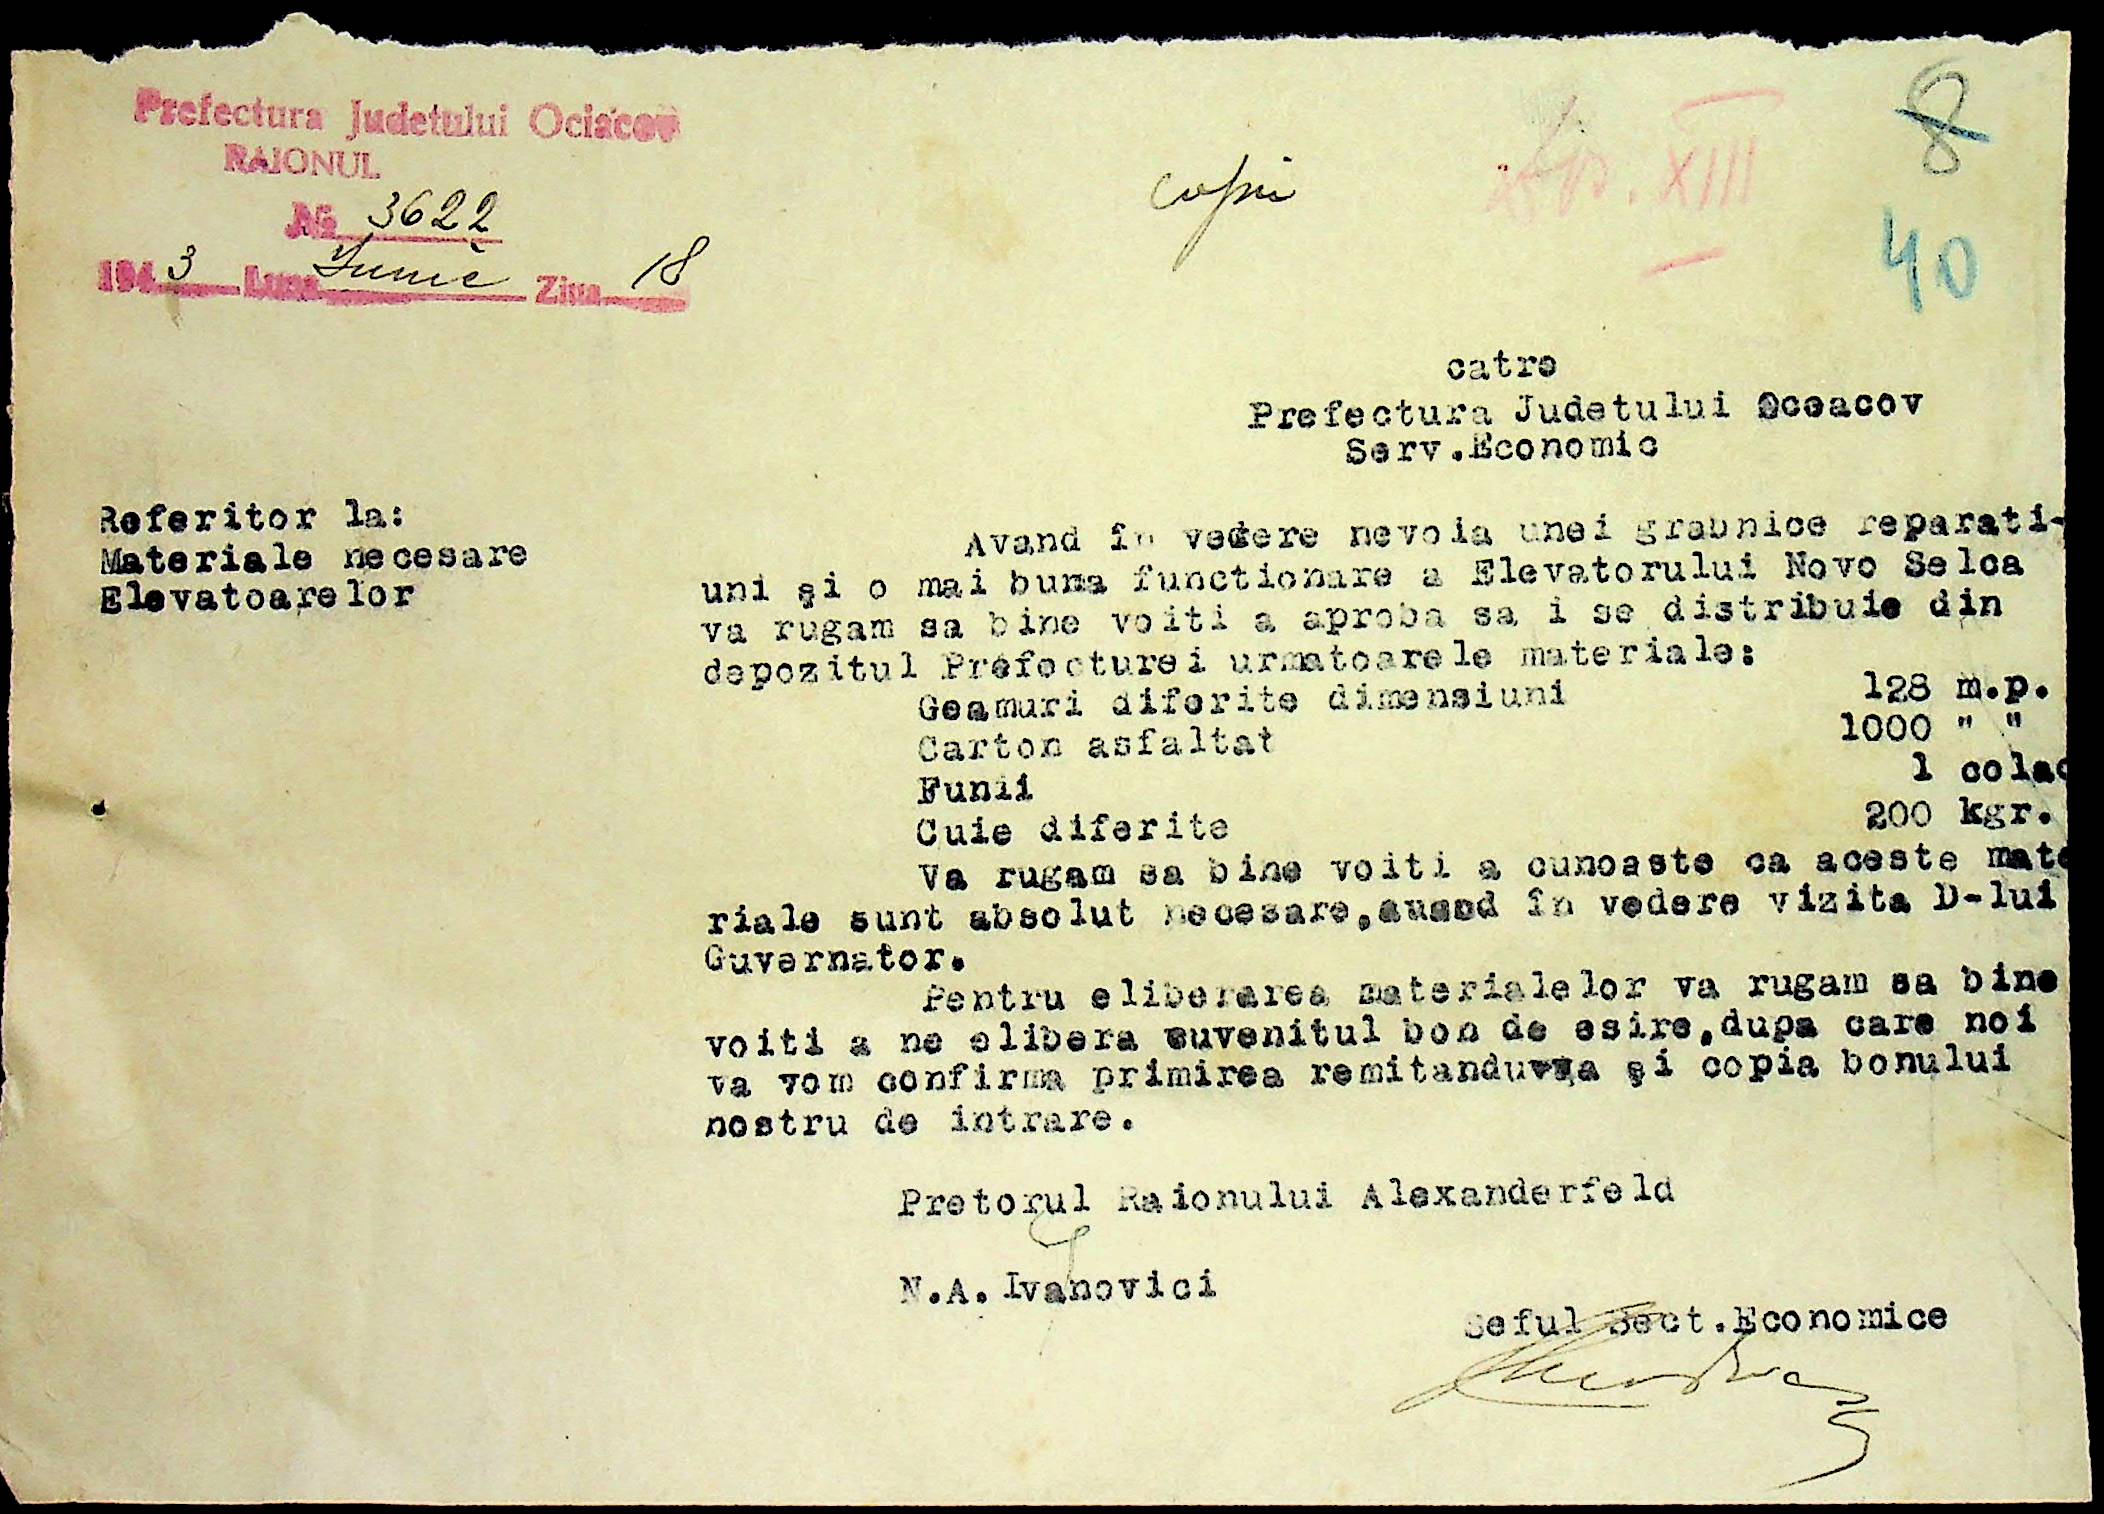 Prefectura Judetului Ociacov
RAIONUL
№ 3622
1943 Luna Iunie Ziua 18
copie
XIII
8
40
catre
Prefectura Judetului Oceacov
Serv.Economic
Referitor la:
Materiale necesare
Elevatoarelor
Avand în vedere nevoia unei grabnice reparati-
uni şi o mai buna functionare a Elevatorului Novo Selca
va rugam sa bine voiti a aproba sa i se distribuie din
depozitul Prefecturei urmatoarele materiale:
Geamuri diferite dimensiuni 128 m.p.
Carton asfaltat 1000 " "
Funii 1 colac
Cuie diferite 200 kgr.
Va rugam sa bine voiti a cunoaste ca aceste mate
riale sunt absolut necesare, în vedere vizita D-lui
Guvernator.
Pentru eliberarea materialelor va rugam sa bine
voiti a ne elibera cuvenitul bon de esire,dupa care noi
va vom confirma primirea remitanduva şi copia bonului
nostru de intrare.
Pretorul Raionului Alexanderfeld
N.A. Ivanovici
Seful Sect.Economice